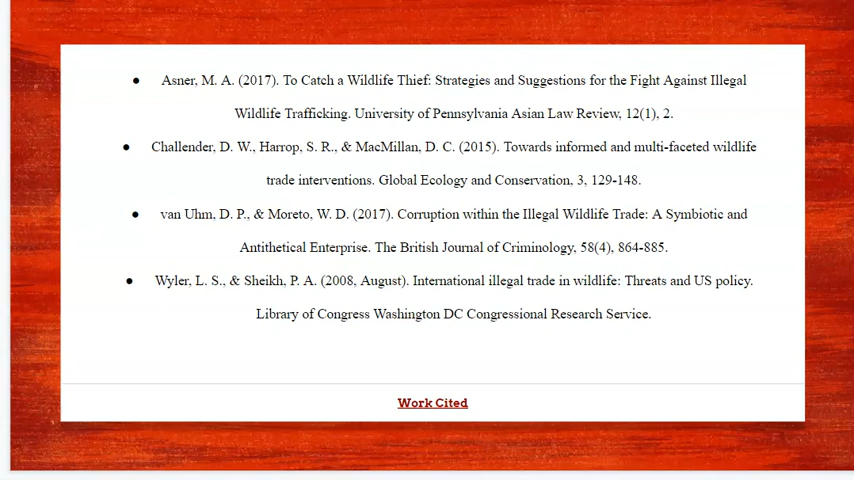 ● Asner, M. A. (2017). To Catch a Wildlife Thief: Strategies and Suggestions for the Fight Against Illegal
Wildlife Trafficking. University of Pennsylvania Asian Law Review, 12(1), 2.
● Challender, D. W., Harrop, S. R., & MacMillan, D. C. (2015). Towards informed and multi-faceted wildlife
trade interventions. Global Ecology and Conservation, 3, 129-148.
● van Uhm, D. P., & Moreto, W. D. (2017). Corruption within the Illegal Wildlife Trade: A Symbiotic and
Antithetical Enterprise. The British Journal of Criminology, 58(4), 864-885.
● Wyler, L. S., & Sheikh, P. A. (2008, August). International illegal trade in wildlife: Threats and US policy.
Library of Congress Washington DC Congressional Research Service.
Work Cited